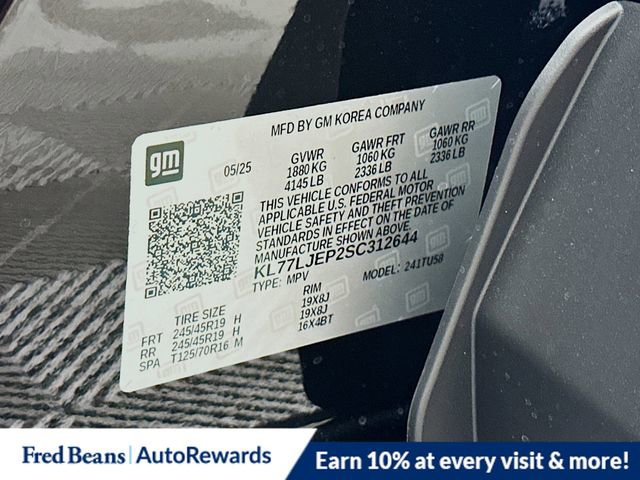 MFD BY GM KOREA COMPANY
gm
05/25
GVWR GAWR FRT GAWR RR
1880 KG 1060 KG 1060 KG
4145 LB 2336 LB 2336 LB
THIS VEHICLE CONFORMS TO ALL
APPLICABLE U.S. FEDERAL MOTOR
VEHICLE SAFETY AND THEFT PREVENTION
STANDARDS IN EFFECT ON THE DATE OF
MANUFACTURE SHOWN ABOVE.
KL77LJEP2SC312644
TYPE: MPV MODEL: 241TU58
TIRE SIZE RIM
FRT 245/45R19 H 19X8J
RR 245/45R19 H 19X8J
SPA T125/70R16 M 16X4BT
Fred Beans | AutoRewards
Earn 10% at every visit & more!